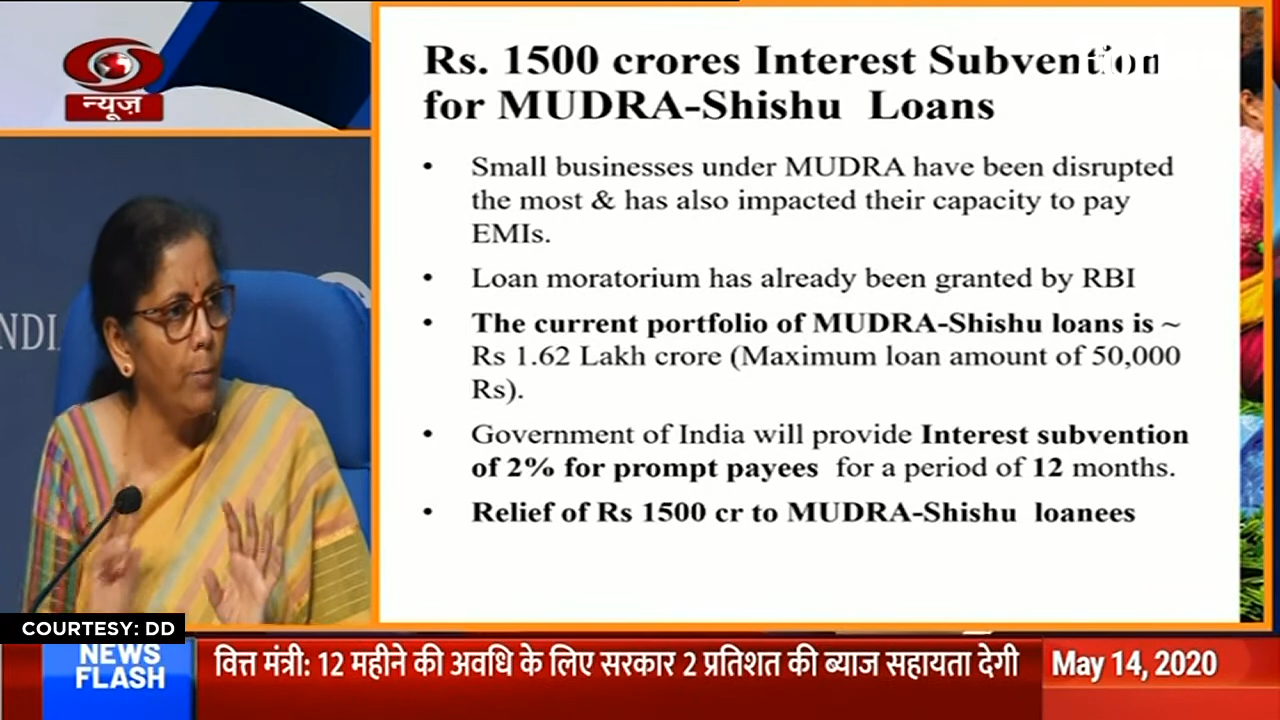 न्यूज़
NDI
Rs. 1500 crores Interest Subvention
for MUDRA-Shishu Loans
• Small businesses under MUDRA have been disrupted
the most & has also impacted their capacity to pay
EMIs.
• Loan moratorium has already been granted by RBI
• The current portfolio of MUDRA-Shishu loans is ~
Rs 1.62 Lakh crore (Maximum loan amount of 50,000
Rs).
• Government of India will provide Interest subvention
of 2% for prompt payees for a period of 12 months.
• Relief of Rs 1500 cr to MUDRA-Shishu loanees
COURTESY: DD
NEWS
FLASH
वित्त मंत्री: 12 महीने की अवधि के लिए सरकार 2 प्रतिशत की ब्याज सहायता देगी
May 14, 2020